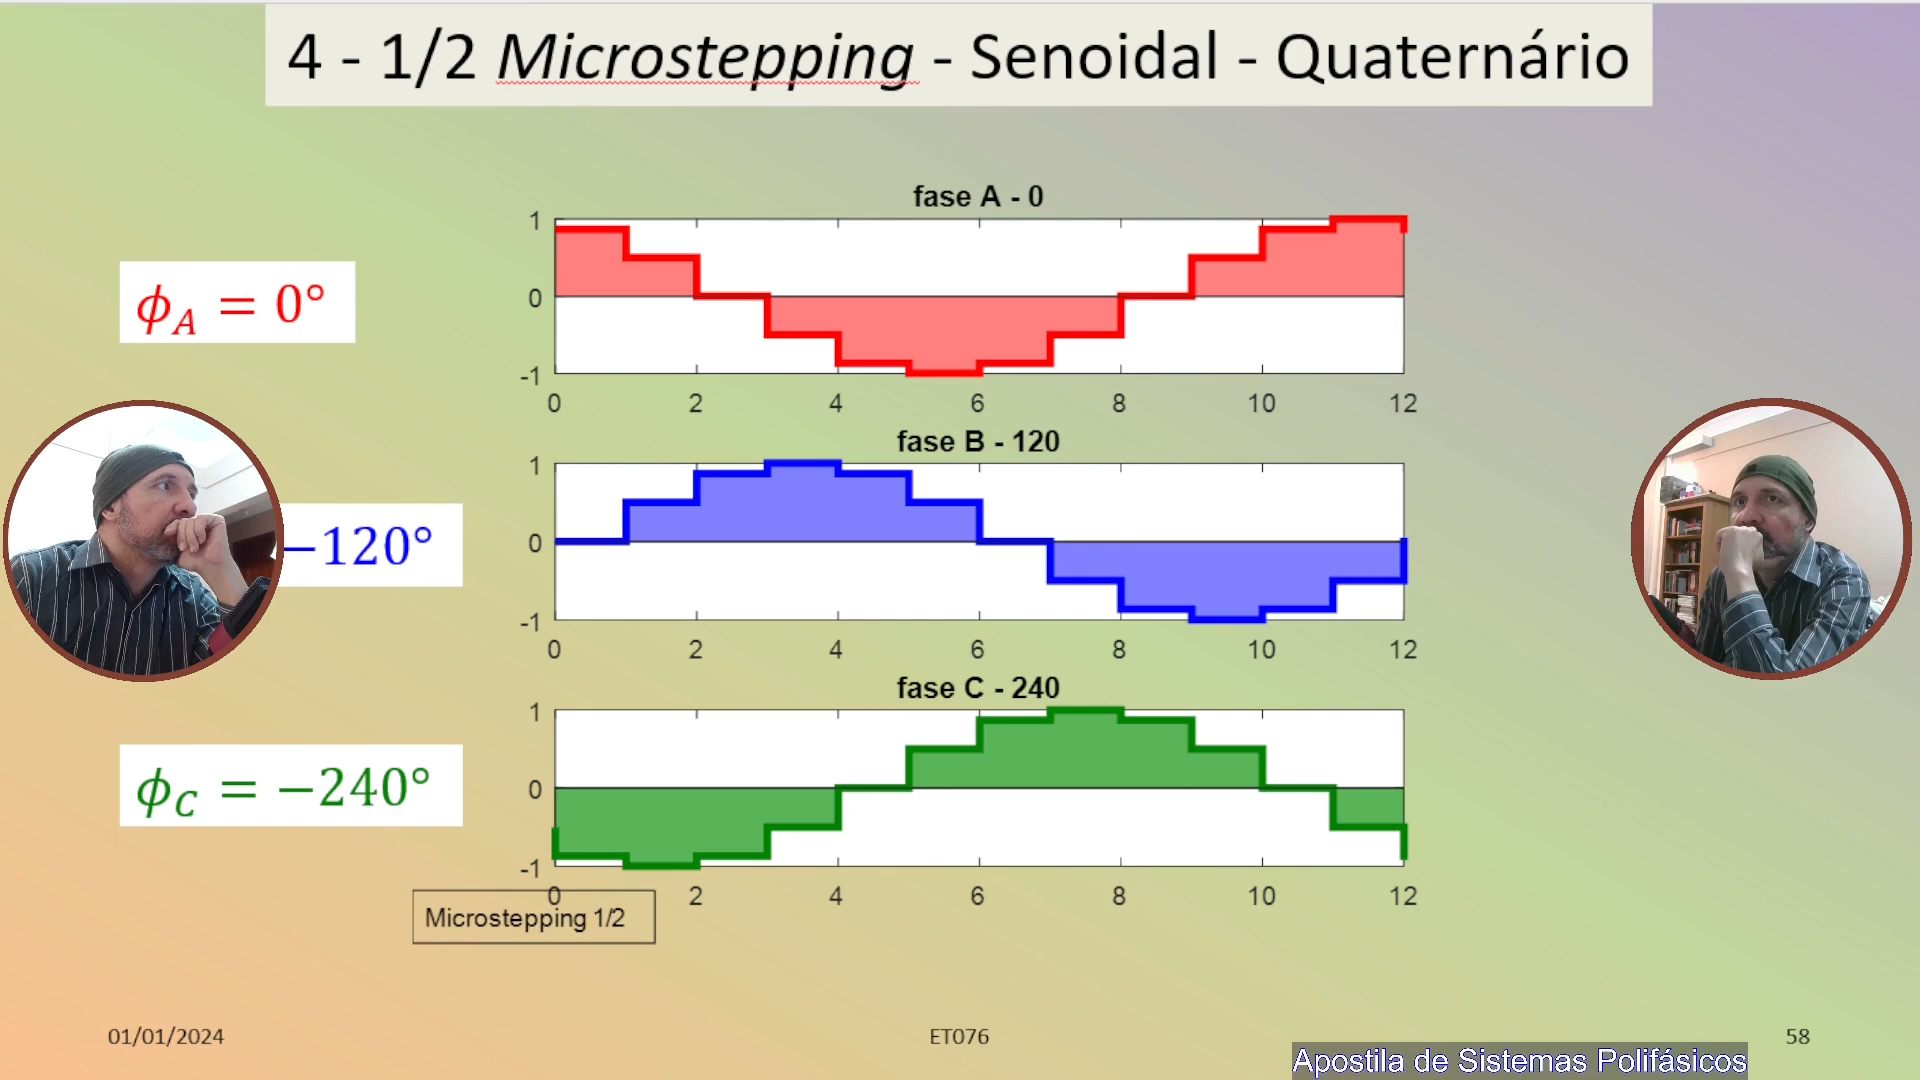 4 - 1/2 Microstepping - Senoidal - Quaternário
fase A - 0
1
0
-1
0 2 4 6 8 10 12
ϕA = 0°
fase B - 120
1
0
-1
0 2 4 6 8 10 12
−120°
fase C - 240
1
0
-1
0 2 4 6 8 10 12
ϕC = −240°
Microstepping 1/2
01/01/2024
ET076
58
Apostila de Sistemas Polifásicos